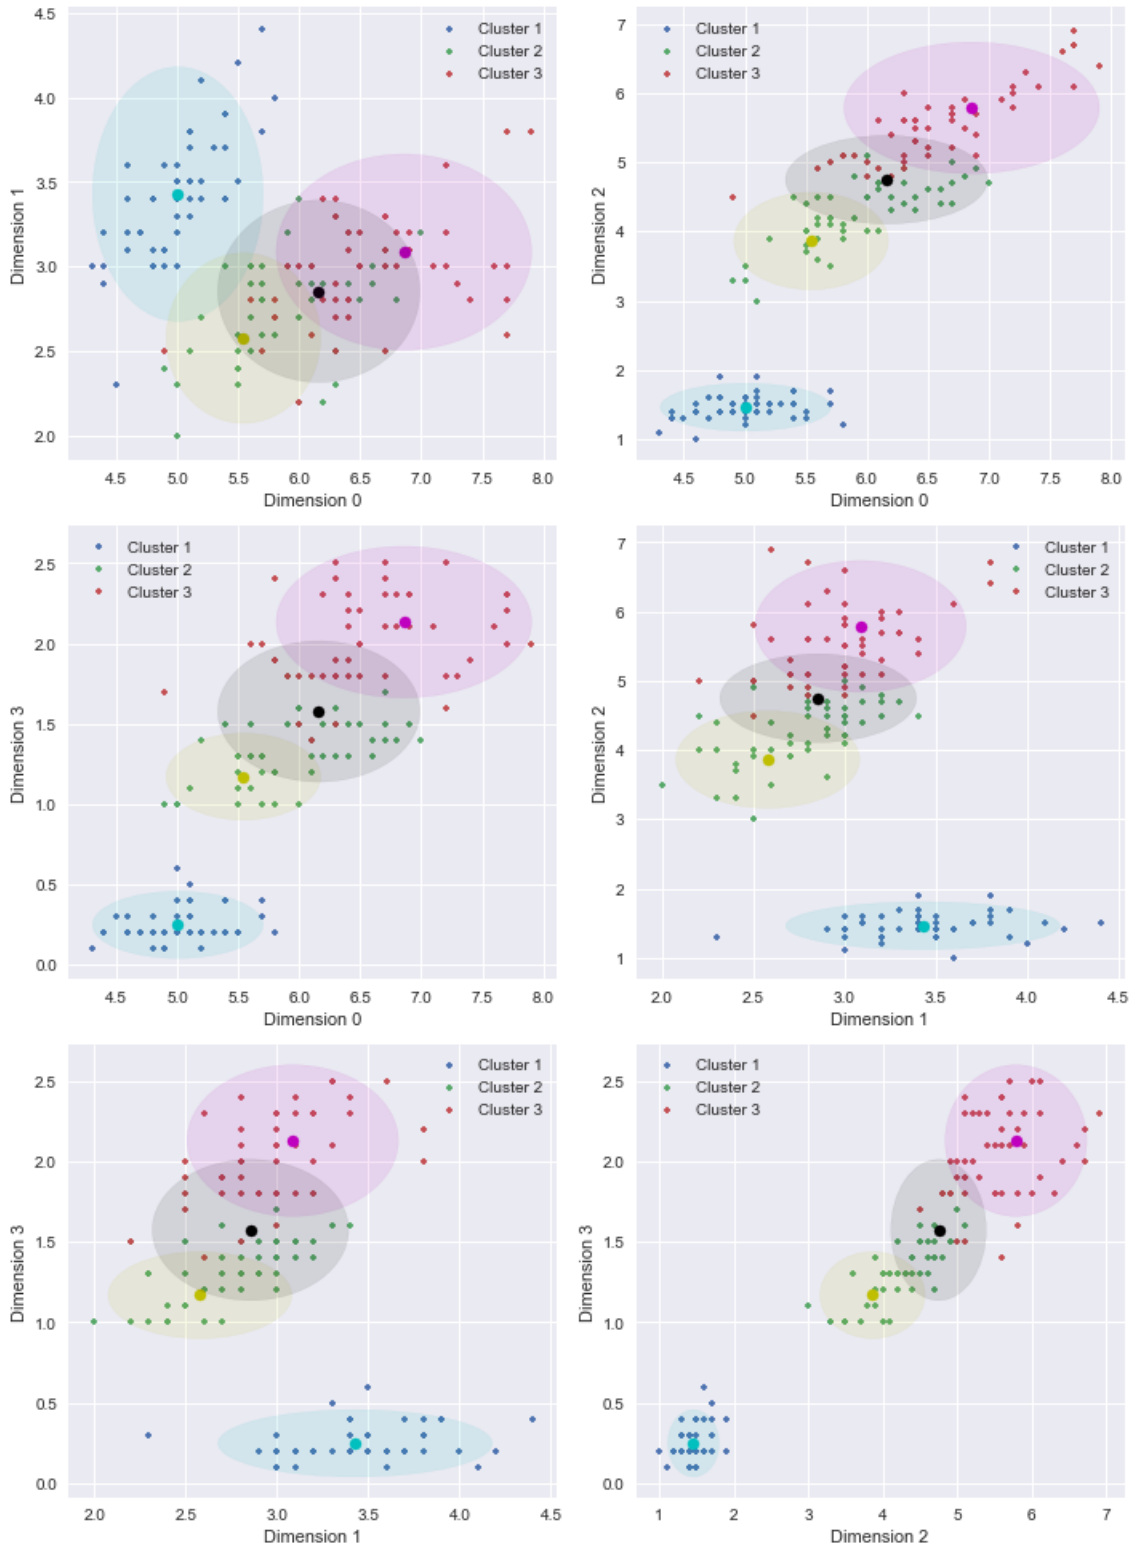 4.5
4.0
3.5
3.0
2.5
2.0
Dimension 1
Cluster 1
Cluster 2
Cluster 3
4.5 5.0 5.5 6.0 6.5 7.0 7.5 8.0
Dimension 0
7
6
5
4
3
2
1
Dimension 2
Cluster 1
Cluster 2
Cluster 3
4.5 5.0 5.5 6.0 6.5 7.0 7.5 8.0
Dimension 0
2.5
2.0
1.5
1.0
0.5
0.0
Dimension 3
Cluster 1
Cluster 2
Cluster 3
4.5 5.0 5.5 6.0 6.5 7.0 7.5 8.0
Dimension 0
7
6
5
4
3
2
1
Dimension 2
Cluster 1
Cluster 2
Cluster 3
2.0 2.5 3.0 3.5 4.0 4.5
Dimension 1
2.5
2.0
1.5
1.0
0.5
0.0
Dimension 3
Cluster 1
Cluster 2
Cluster 3
2.0 2.5 3.0 3.5 4.0 4.5
Dimension 1
2.5
2.0
1.5
1.0
0.5
0.0
Dimension 3
Cluster 1
Cluster 2
Cluster 3
1 2 3 4 5 6 7
Dimension 2